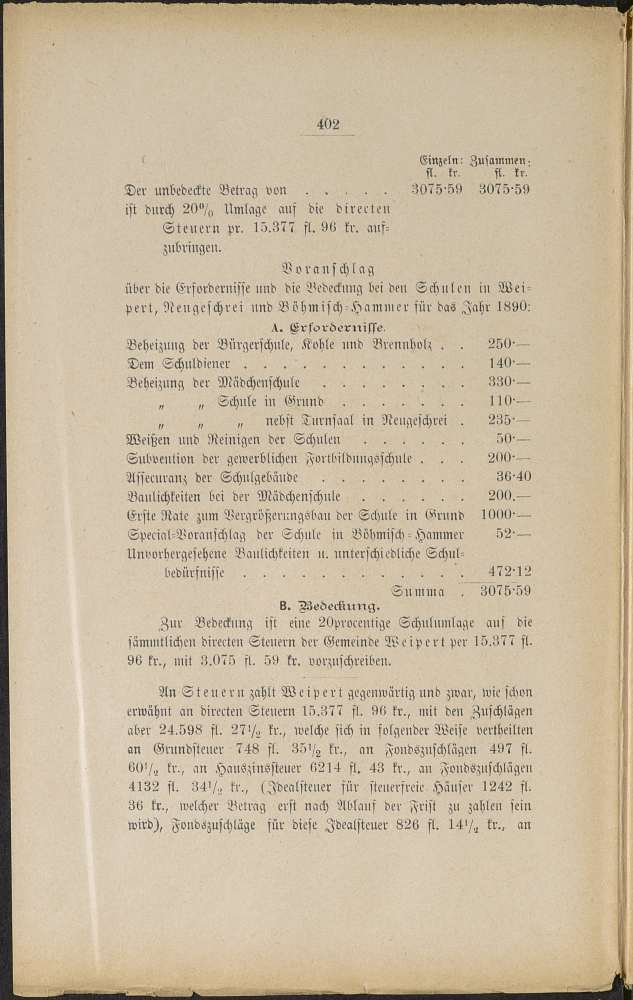 402
Einzeln: Zusammen:
fl. kr. fl. kr.
Der unbedeckte Betrag von . . . . . 3075·59 3075·59
ist durch 20% Umlage auf die directen
Steuern pr. 15.377 fl. 96 kr. auf-
zubringen.
Voranschlag
über die Erfordernisse und die Bedeckung bei den Schulen in Wei-
pert, Neugeschrei und Böhmisch-Hammer für das Jahr 1890:
A. Erfordernisse.
Beheizung der Bürgerschule, Kohle und Brennholz . . 250·—
Dem Schuldiener . . . . . . . . . . . . 140·—
Beheizung der Mädchenschule . . . . . . . . 330·—
„ „ Schule in Grund . . . . . . . 110·—
„ „ „ nebst Turnsaal in Neugeschrei . 235·—
Weißen und Reinigen der Schulen . . . . . . 50·—
Subvention der gewerblichen Fortbildungsschule . . . 200·—
Assecuranz der Schulgebäude . . . . . . . . 36·40
Baulichkeiten bei der Mädchenschule . . . . . . 200.—
Erste Rate zum Vergrößerungsbau der Schule in Grund 1000·—
Special-Voranschlag der Schule in Böhmisch-Hammer 52·—
Unvorhergesehene Baulichkeiten u. unterschiedliche Schul-
bedürfnisse . . . . . . . . . . . . 472·12
Summa . 3075·59
B. Bedeckung.
Zur Bedeckung ist eine 20procentige Schulumlage auf die
sämmtlichen directen Steuern der Gemeinde Weipert per 15.377 fl.
96 kr., mit 3.075 fl. 59 kr. vorzuschreiben.
An Steuern zahlt Weipert gegenwärtig und zwar, wie schon
erwähnt an directen Steuern 15.377 fl. 96 kr., mit den Zuschlägen
aber 24.598 fl. 27½ kr., welche sich in folgender Weise vertheilten
an Grundsteuer 748 fl. 35½ kr., an Fondszuschlägen 497 fl.
60½ kr., an Hauszinssteuer 6214 fl. 43 kr., an Fondszuschlägen
4132 fl. 34½ kr., (Idealsteuer für steuerfreie Häuser 1242 fl.
36 kr., welcher Betrag erst nach Ablauf der Frist zu zahlen sein
wird), Fondszuschläge für diese Idealsteuer 826 fl. 14½ kr., an